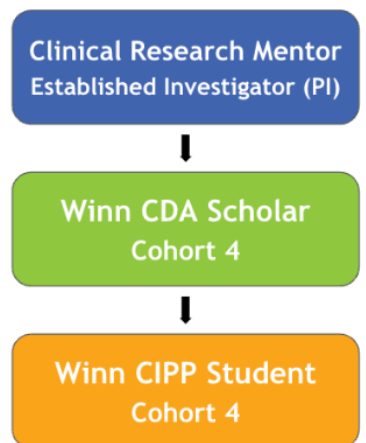 Clinical Research Mentor
Established Investigator (PI)
Winn CDA Scholar
Cohort 4
Winn CIPP Student
Cohort 4